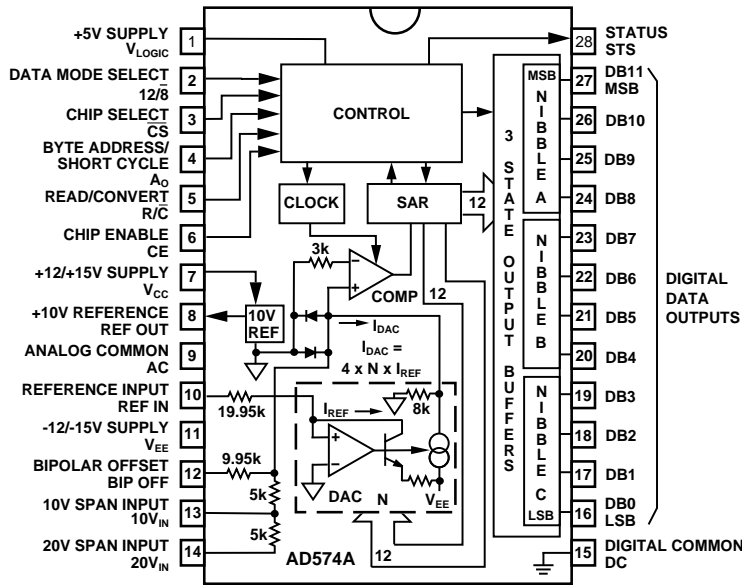 +5V SUPPLY
VLOGIC
1
DATA MODE SELECT
12/8̅
2
CHIP SELECT
C̅S̅
3
BYTE ADDRESS/
SHORT CYCLE
AO
4
READ/CONVERT
R/C̅
5
CHIP ENABLE
CE
6
+12/+15V SUPPLY
VCC
7
+10V REFERENCE
REF OUT
8
ANALOG COMMON
AC
9
REFERENCE INPUT
REF IN
10
-12/-15V SUPPLY
VEE
11
BIPOLAR OFFSET
BIP OFF
12
10V SPAN INPUT
10VIN
13
20V SPAN INPUT
20VIN
14
CONTROL
CLOCK
SAR
12
3k
COMP
12
10V
REF
IDAC
IDAC =
4 x N x IREF
19.95k
IREF
8k
9.95k
5k
5k
DAC
N
VEE
12
AD574A
3 STATE OUTPUT BUFFERS
MSB
NIBBLE A
NIBBLE B
NIBBLE C
LSB
28
STATUS
STS
27
DB11
MSB
26
DB10
25
DB9
24
DB8
23
DB7
22
DB6
21
DB5
20
DB4
19
DB3
18
DB2
17
DB1
16
DB0
LSB
15
DIGITAL COMMON
DC
DIGITAL
DATA
OUTPUTS